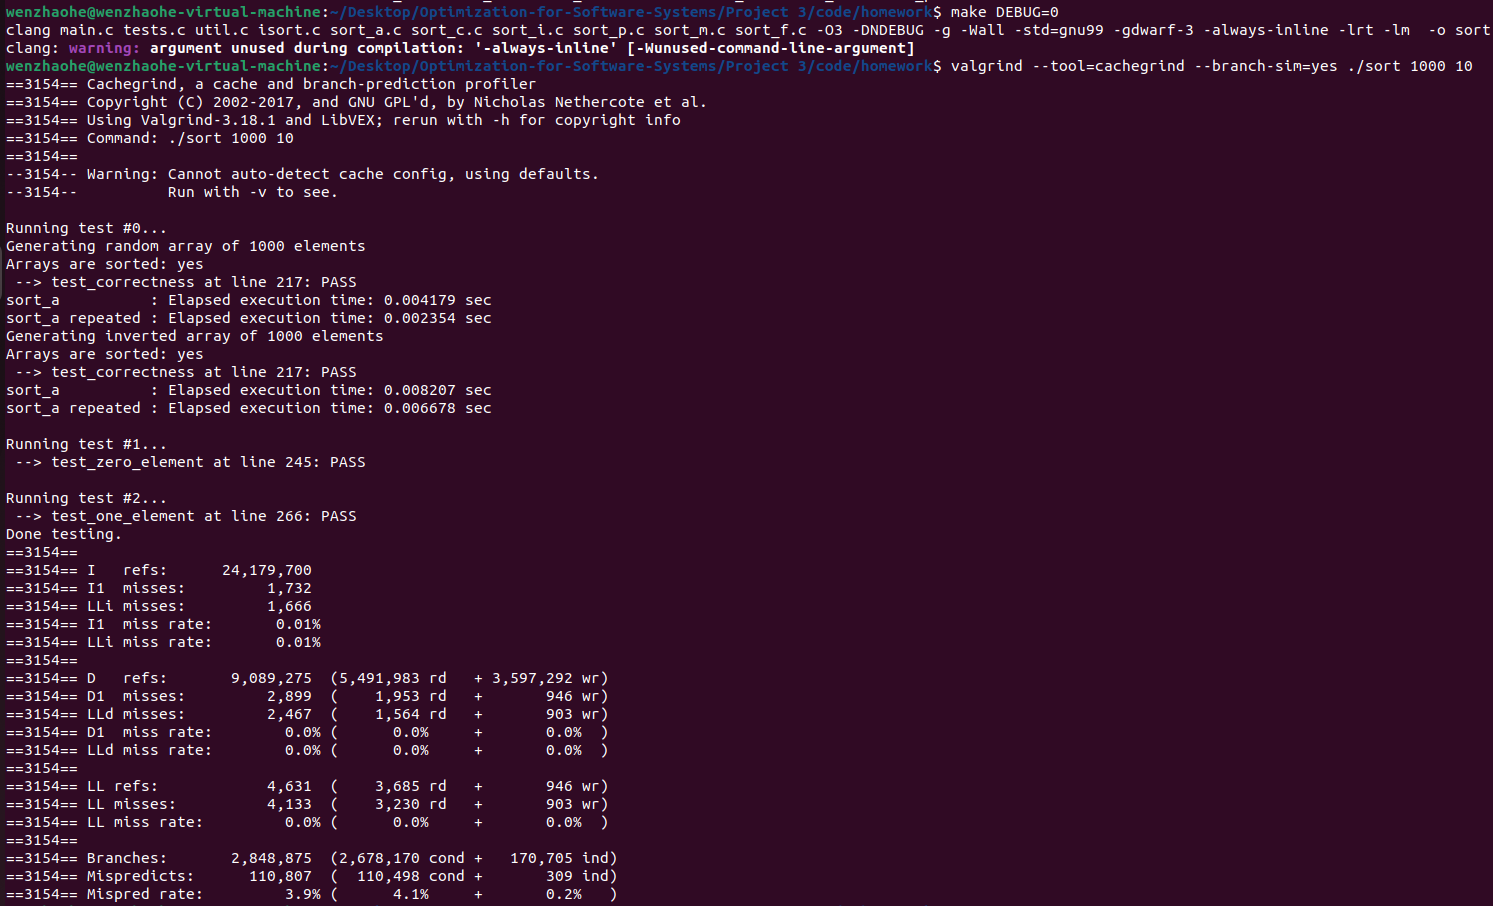 wenzhaohe@wenzhaohe-virtual-machine:~/Desktop/Optimization-for-Software-Systems/Project 3/code/homework$ make DEBUG=0
clang main.c tests.c util.c isort.c sort_a.c sort_c.c sort_i.c sort_p.c sort_m.c sort_f.c -O3 -DNDEBUG -g -Wall -std=gnu99 -gdwarf-3 -always-inline -lrt -lm  -o sort
clang: warning: argument unused during compilation: '-always-inline' [-Wunused-command-line-argument]
wenzhaohe@wenzhaohe-virtual-machine:~/Desktop/Optimization-for-Software-Systems/Project 3/code/homework$ valgrind --tool=cachegrind --branch-sim=yes ./sort 1000 10
==3154== Cachegrind, a cache and branch-prediction profiler
==3154== Copyright (C) 2002-2017, and GNU GPL'd, by Nicholas Nethercote et al.
==3154== Using Valgrind-3.18.1 and LibVEX; rerun with -h for copyright info
==3154== Command: ./sort 1000 10
==3154==
--3154-- Warning: Cannot auto-detect cache config, using defaults.
--3154--          Run with -v to see.
Running test #0...
Generating random array of 1000 elements
Arrays are sorted: yes
 --> test_correctness at line 217: PASS
sort_a          : Elapsed execution time: 0.004179 sec
sort_a repeated : Elapsed execution time: 0.002354 sec
Generating inverted array of 1000 elements
Arrays are sorted: yes
 --> test_correctness at line 217: PASS
sort_a          : Elapsed execution time: 0.008207 sec
sort_a repeated : Elapsed execution time: 0.006678 sec
Running test #1...
 --> test_zero_element at line 245: PASS
Running test #2...
 --> test_one_element at line 266: PASS
Done testing.
==3154==
==3154== I   refs:      24,179,700
==3154== I1  misses:         1,732
==3154== LLi misses:         1,666
==3154== I1  miss rate:       0.01%
==3154== LLi miss rate:       0.01%
==3154==
==3154== D   refs:       9,089,275  (5,491,983 rd   + 3,597,292 wr)
==3154== D1  misses:         2,899  (    1,953 rd   +       946 wr)
==3154== LLd misses:         2,467  (    1,564 rd   +       903 wr)
==3154== D1  miss rate:        0.0% (      0.0%     +       0.0%  )
==3154== LLd miss rate:        0.0% (      0.0%     +       0.0%  )
==3154==
==3154== LL refs:            4,631  (    3,685 rd   +       946 wr)
==3154== LL misses:          4,133  (    3,230 rd   +       903 wr)
==3154== LL miss rate:         0.0% (      0.0%     +       0.0%  )
==3154==
==3154== Branches:       2,848,875  (2,678,170 cond +   170,705 ind)
==3154== Mispredicts:      110,807  (  110,498 cond +       309 ind)
==3154== Mispred rate:         3.9% (      4.1%     +       0.2%   )